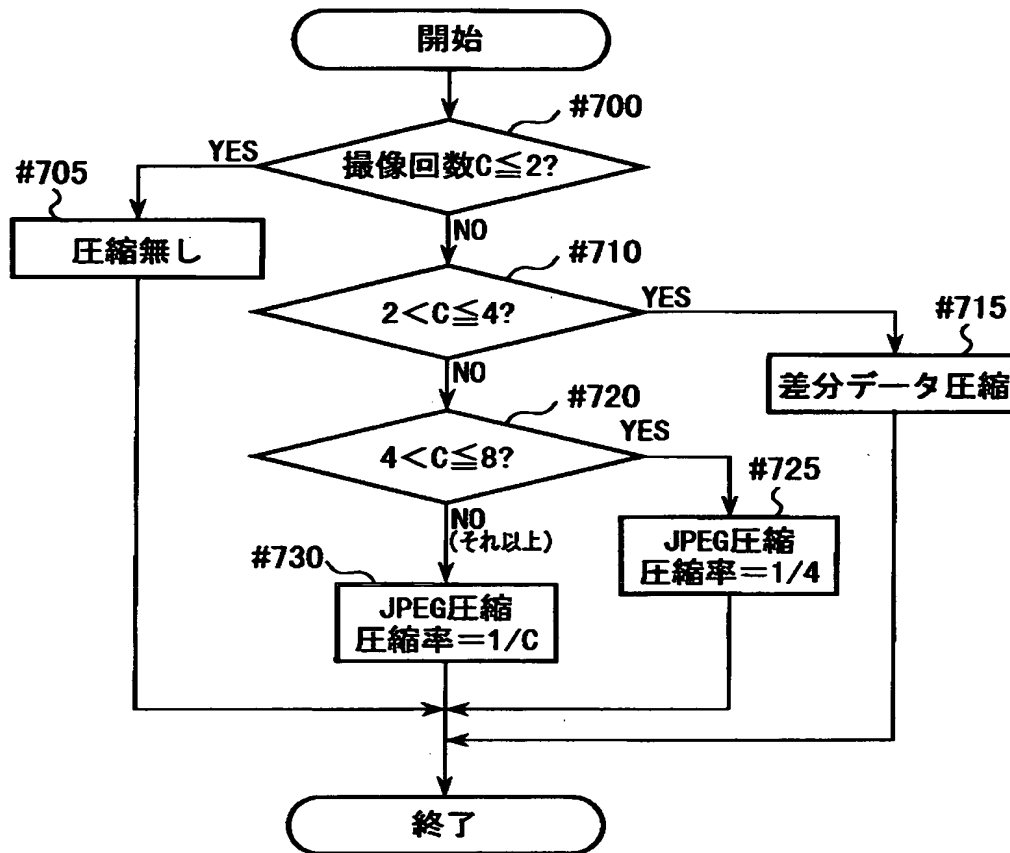 開始
#700
撮像回数C≦2?
YES
#705
圧縮無し
NO
#710
2<C≦4?
YES
#715
差分データ圧縮
NO
#720
4<C≦8?
YES
#725
JPEG圧縮
圧縮率=1/4
NO
(それ以上)
#730
JPEG圧縮
圧縮率=1/C
終了